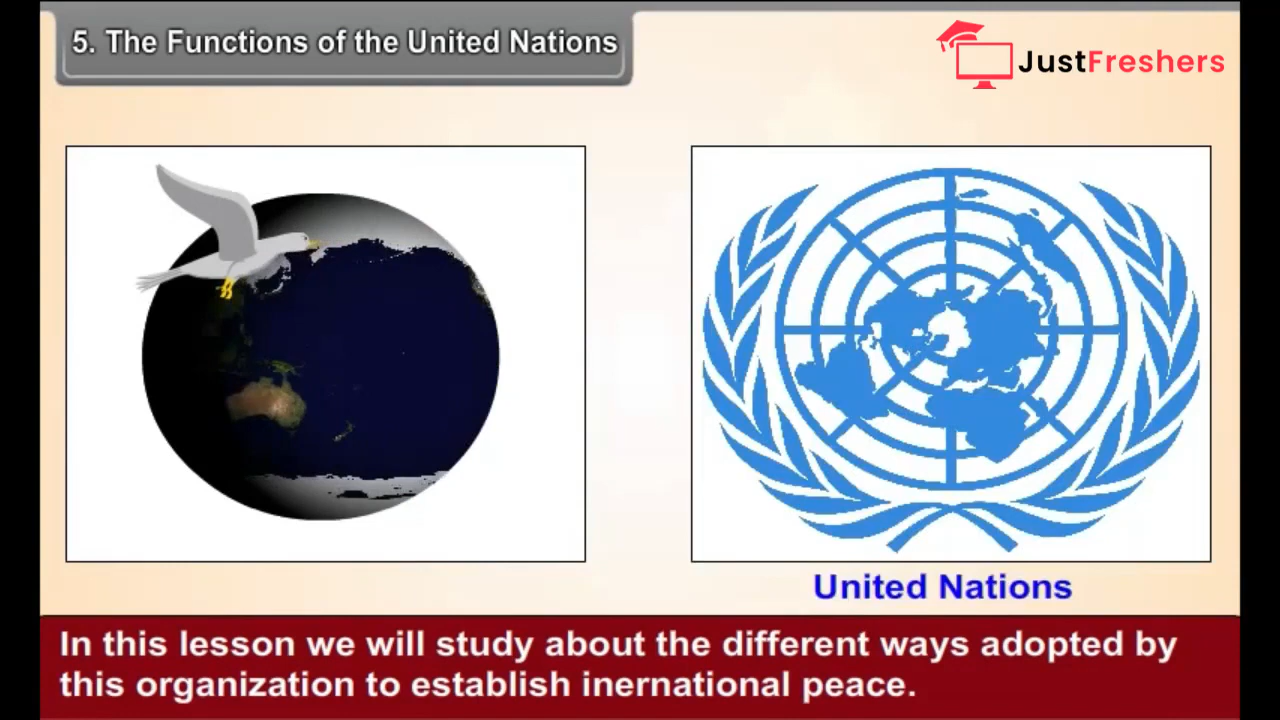 5. The Functions of the United Nations
JustFreshers
United Nations
In this lesson we will study about the different ways adopted by
this organization to establish inernational peace.